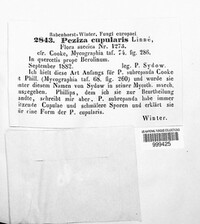 Rabenhorst-Winter, Fungi europaei
2843. Peziza cupularis Linné,
Flora suecica Nr. 1273.
cfr. Cooke, Mycographia taf. 74. fig. 286.
In quercetis prope Berolinum.
September 1882. leg. P. Sydow.
Ich hielt diese Art Anfangs für P. subrepanda Cooke
et Phill. (Mycographia taf. 68. fig. 260) und wurde sie
unter diesem Namen von Sydow in seiner Mycoth. march.
ausgegeben. Phillips, dem ich sie zur Beurtheilung
sandte, schreibt mir aber, P. subrepanda habe immer
sitzende Cupulae und schmälere Sporen und erklärt sie
für eine Form der P. cupularis.
Winter.
999425